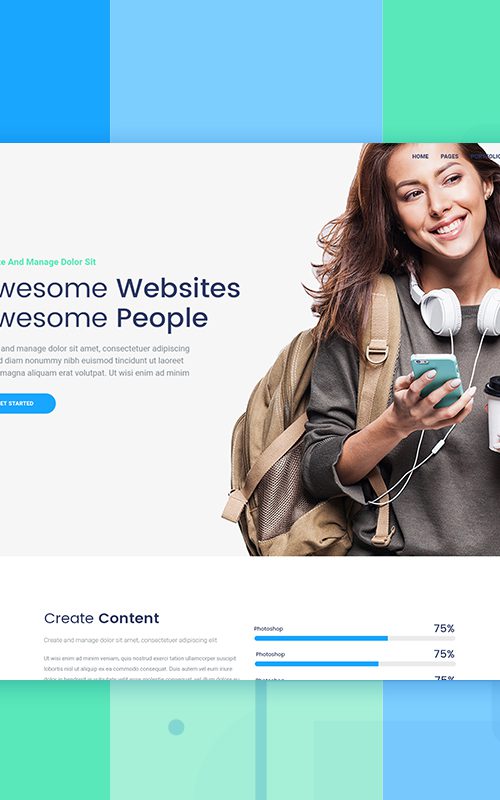 HOME PAGES
e And Manage Dolor Sit
wesome Websites
wesome People
and manage dolor sit amet, consectetuer adipiscing
d diam nonummy nibh euismod tincidunt ut laoreet
magna aliquam erat volutpat. Ut wisi enim ad minim
ET STARTED
Create Content
Create and manage dolor sit amet, consectetuer adipiscing elit.
Ut wisi enim ad minim veniam, quis nostrud exerci tation ullamcorper suscipit
lobortis nisl ut aliquip ex ea commodo consequat. Duis autem vel eum iriure
Photoshop 75%
Photoshop 75%
75%